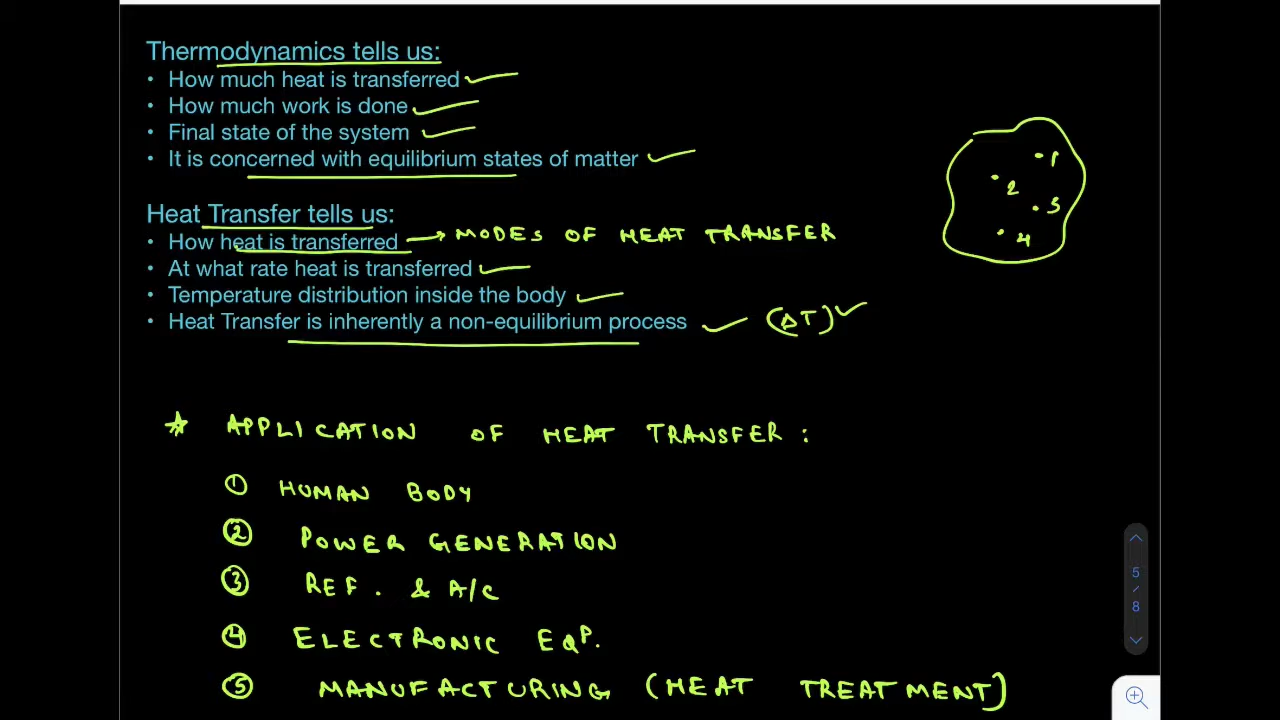 Thermodynamics tells us:
• How much heat is transferred
• How much work is done
• Final state of the system
• It is concerned with equilibrium states of matter
1
2
3
4
Heat Transfer tells us:
• How heat is transferred → MODES OF HEAT TRANSFER
• At what rate heat is transferred
• Temperature distribution inside the body
• Heat Transfer is inherently a non-equilibrium process (ΔT)
★ APPLICATION OF HEAT TRANSFER :
① HUMAN BODY
② POWER GENERATION
③ REF. & A/C
④ ELECTRONIC EQP.
⑤ MANUFACTURING (HEAT TREATMENT)
5
/
8